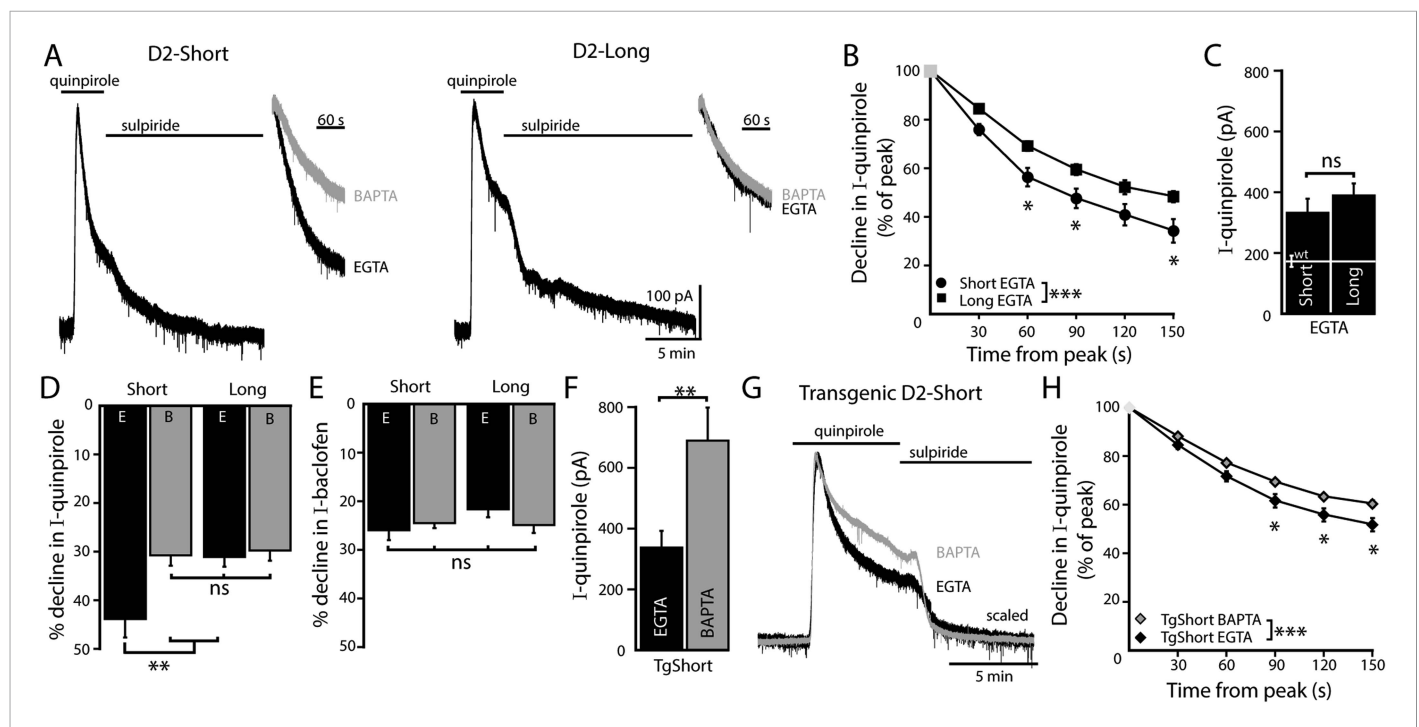 A
D2-Short
quinpirole
sulpiride
60 s
BAPTA
EGTA
D2-Long
quinpirole
sulpiride
60 s
BAPTA
EGTA
100 pA
5 min
B
Decline in I-quinpirole
(% of peak)
100
80
60
40
20
0
* * *
Short EGTA
Long EGTA
***
30 60 90 120 150
Time from peak (s)
C
I-quinpirole (pA)
800
600
400
200
0
ns
wt
Short
Long
EGTA
D
Short Long
% decline in I-quinpirole
0
10
20
30
40
50
E B E B
ns
**
E
Short Long
% decline in I-baclofen
0
10
20
30
40
50
E B E B
ns
F
I-quinpirole (pA)
800
600
400
200
0
**
EGTA
BAPTA
TgShort
G
Transgenic D2-Short
quinpirole
sulpiride
BAPTA
EGTA
scaled
5 min
H
Decline in I-quinpirole
(% of peak)
100
80
60
40
20
0
* * *
TgShort BAPTA
TgShort EGTA
***
30 60 90 120 150
Time from peak (s)